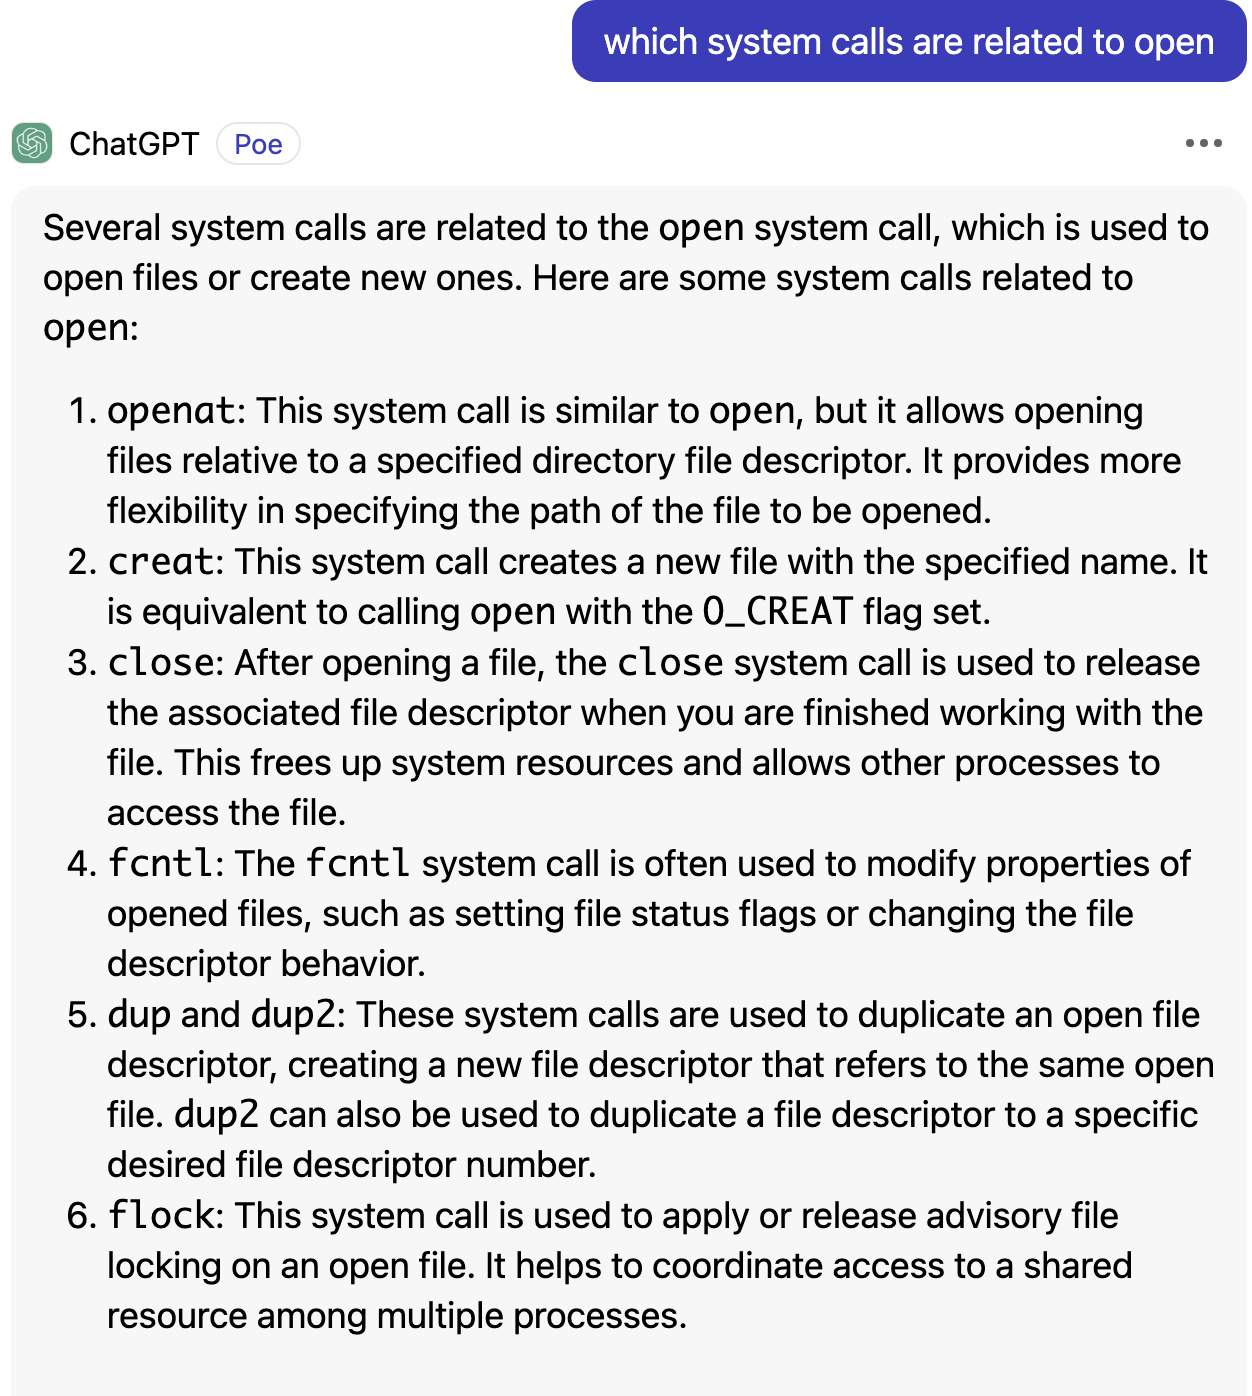 which system calls are related to open
ChatGPT Poe
Several system calls are related to the open system call, which is used to
open files or create new ones. Here are some system calls related to
open:
1. openat: This system call is similar to open, but it allows opening
files relative to a specified directory file descriptor. It provides more
flexibility in specifying the path of the file to be opened.
2. creat: This system call creates a new file with the specified name. It
is equivalent to calling open with the O_CREAT flag set.
3. close: After opening a file, the close system call is used to release
the associated file descriptor when you are finished working with the
file. This frees up system resources and allows other processes to
access the file.
4. fcntl: The fcntl system call is often used to modify properties of
opened files, such as setting file status flags or changing the file
descriptor behavior.
5. dup and dup2: These system calls are used to duplicate an open file
descriptor, creating a new file descriptor that refers to the same open
file. dup2 can also be used to duplicate a file descriptor to a specific
desired file descriptor number.
6. flock: This system call is used to apply or release advisory file
locking on an open file. It helps to coordinate access to a shared
resource among multiple processes.